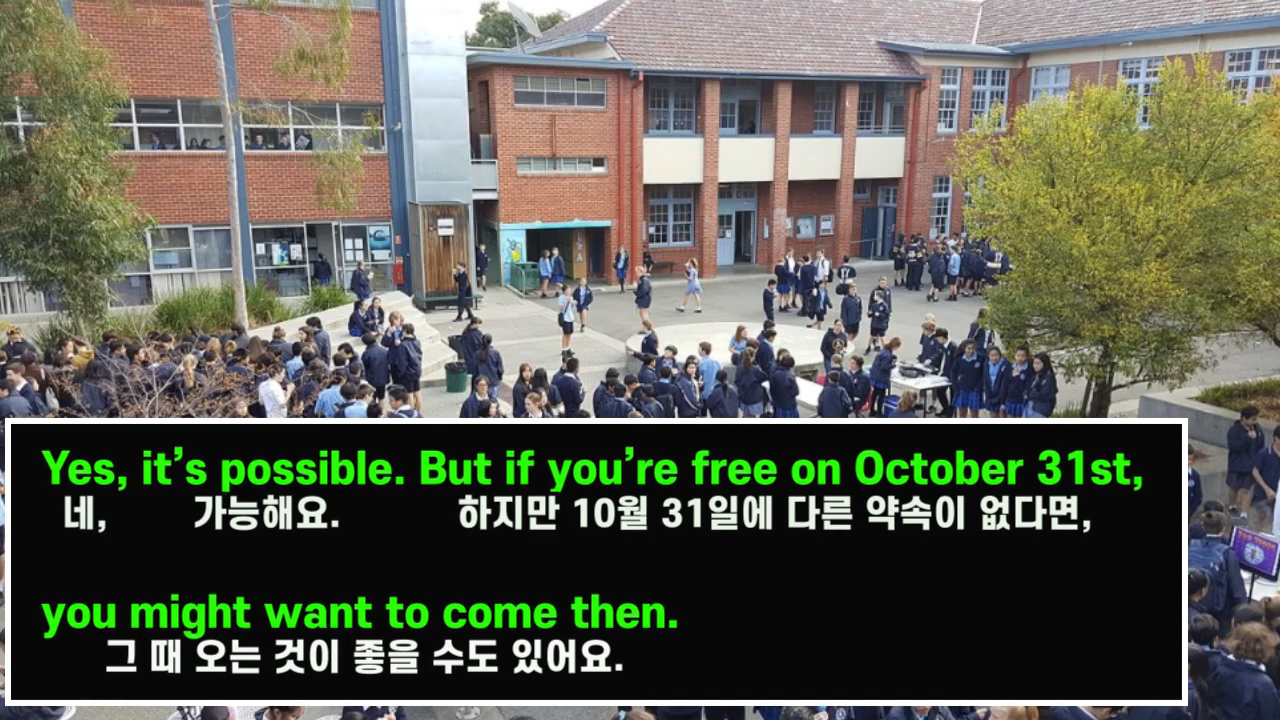 Yes, it's possible. But if you're free on October 31st,
네, 가능해요. 하지만 10월 31일에 다른 약속이 없다면,
you might want to come then.
그 때 오는 것이 좋을 수도 있어요.